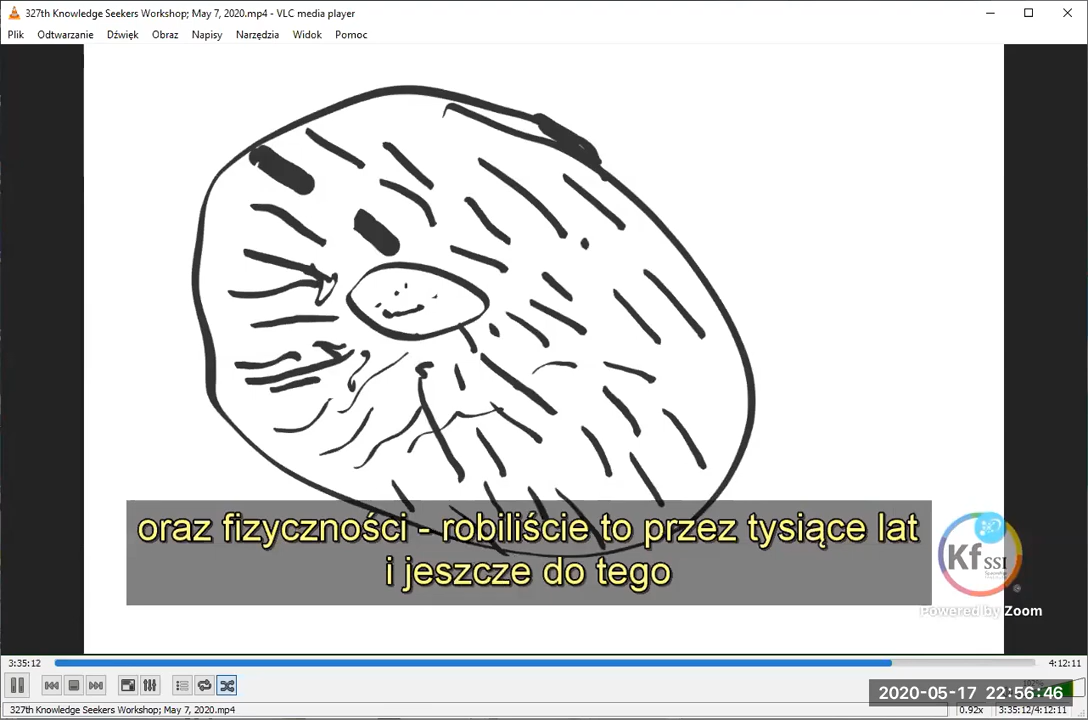 327th Knowledge Seekers Workshop; May 7, 2020.mp4 - VLC media player
Plik Odtwarzanie Dźwięk Obraz Napisy Narzędzia Widok Pomoc
oraz fizyczności - robiliście to przez tysiące lat
i jeszcze do tego
Kf SSI
Powered by Zoom
3:35:12
4:12:11
102%
2020-05-17 22:56:46
327th Knowledge Seekers Workshop; May 7, 2020.mp4
0.92x
3:35:12/4:12:11